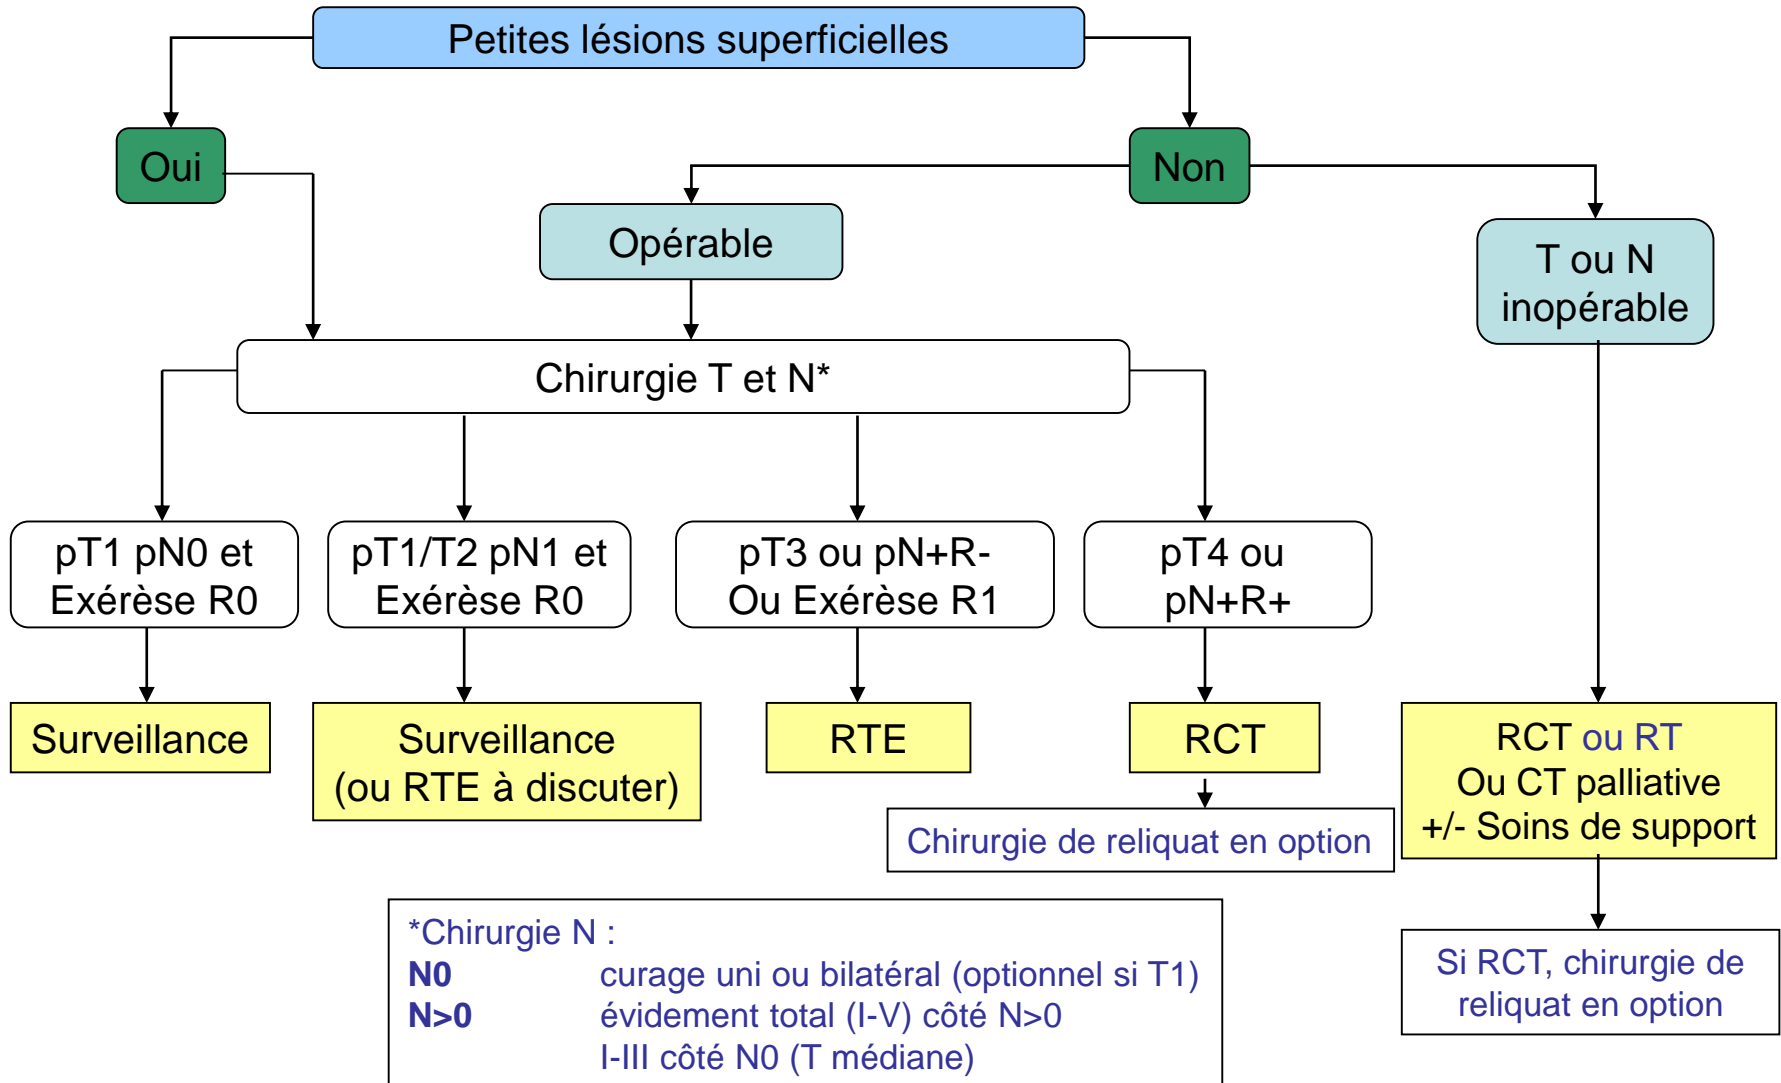 Petites lésions superficielles
Oui
Non
Opérable
T ou N
inopérable
Chirurgie T et N*
pT1 pN0 et
Exérèse R0
pT1/T2 pN1 et
Exérèse R0
pT3 ou pN+R-
Ou Exérèse R1
pT4 ou
pN+R+
Surveillance
Surveillance
(ou RTE à discuter)
RTE
RCT
RCT ou RT
Ou CT palliative
+/- Soins de support
Chirurgie de reliquat en option
Si RCT, chirurgie de
reliquat en option
*Chirurgie N :
N0 curage uni ou bilatéral (optionnel si T1)
N>0 évidement total (I-V) côté N>0
I-III côté N0 (T médiane)